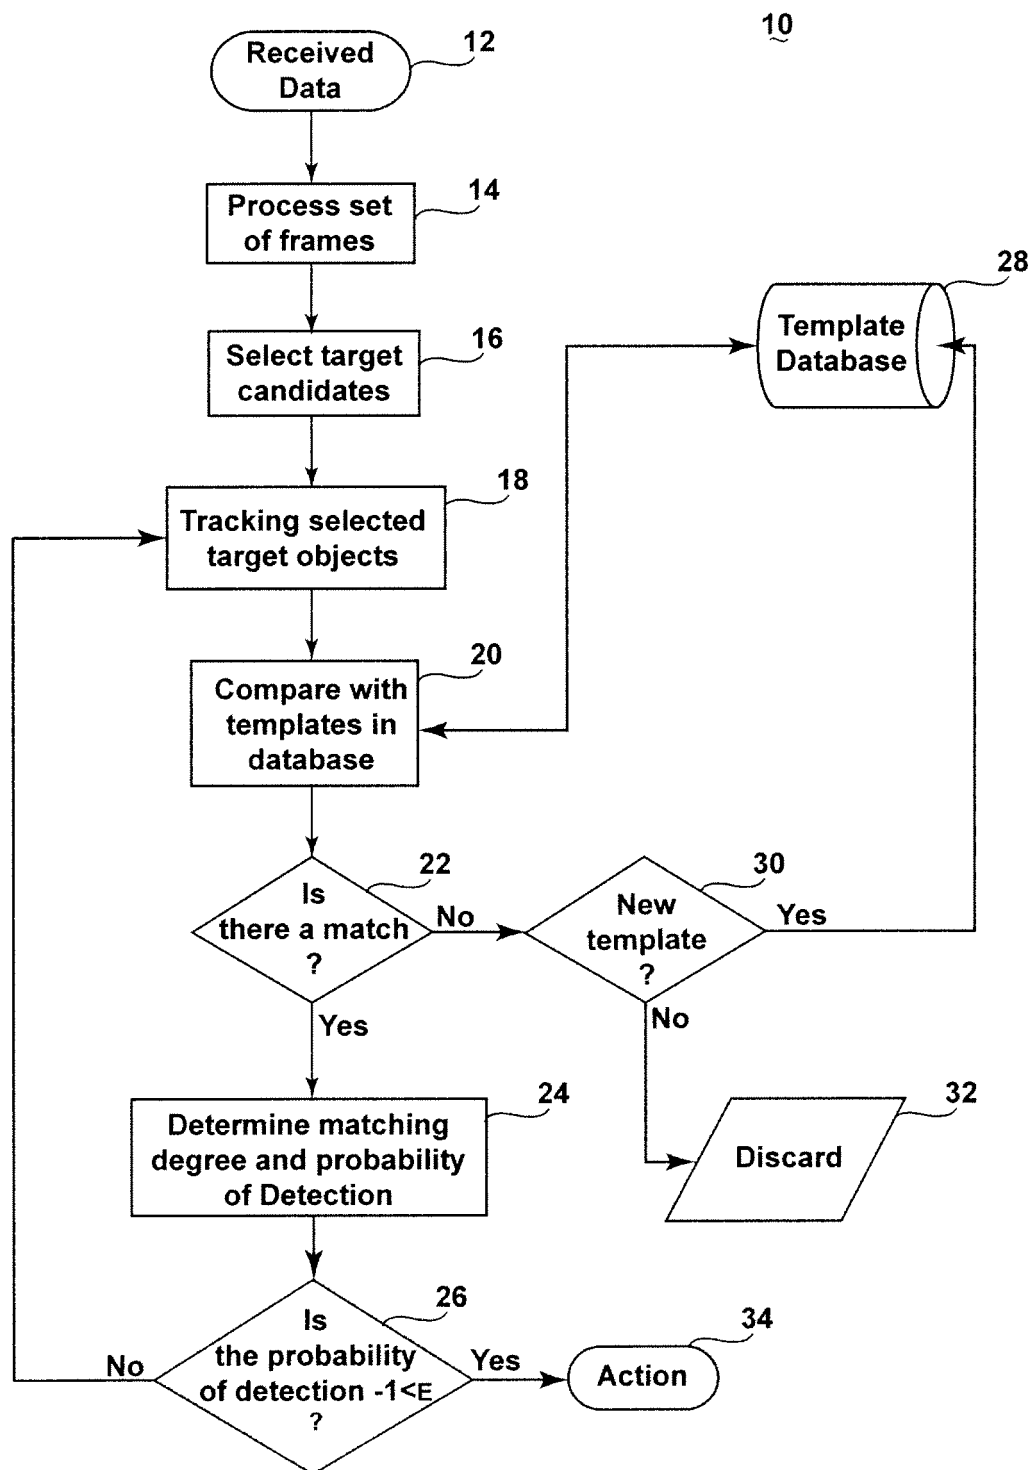 10
Received
Data
12
Process set
of frames
14
Select target
candidates
16
Template
Database
28
Tracking selected
target objects
18
Compare with
templates in
database
20
Is
there a match
?
22
No
New
template
?
30
Yes
Yes
No
Determine matching
degree and probability
of Detection
24
Discard
32
Is
the probability
of detection -1<E
?
26
No
Yes
Action
34